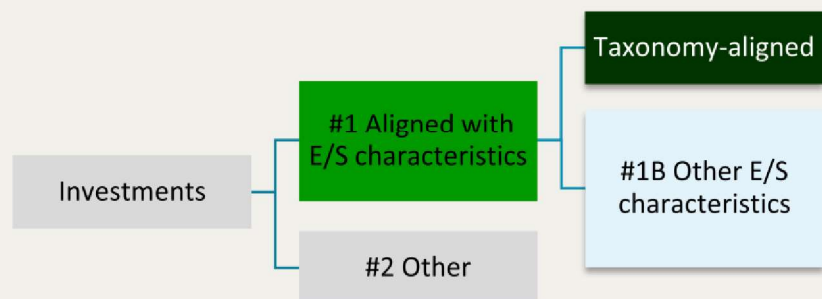 Taxonomy-aligned
#1 Aligned with
E/S characteristics
#1B Other E/S
characteristics
Investments
#2 Other